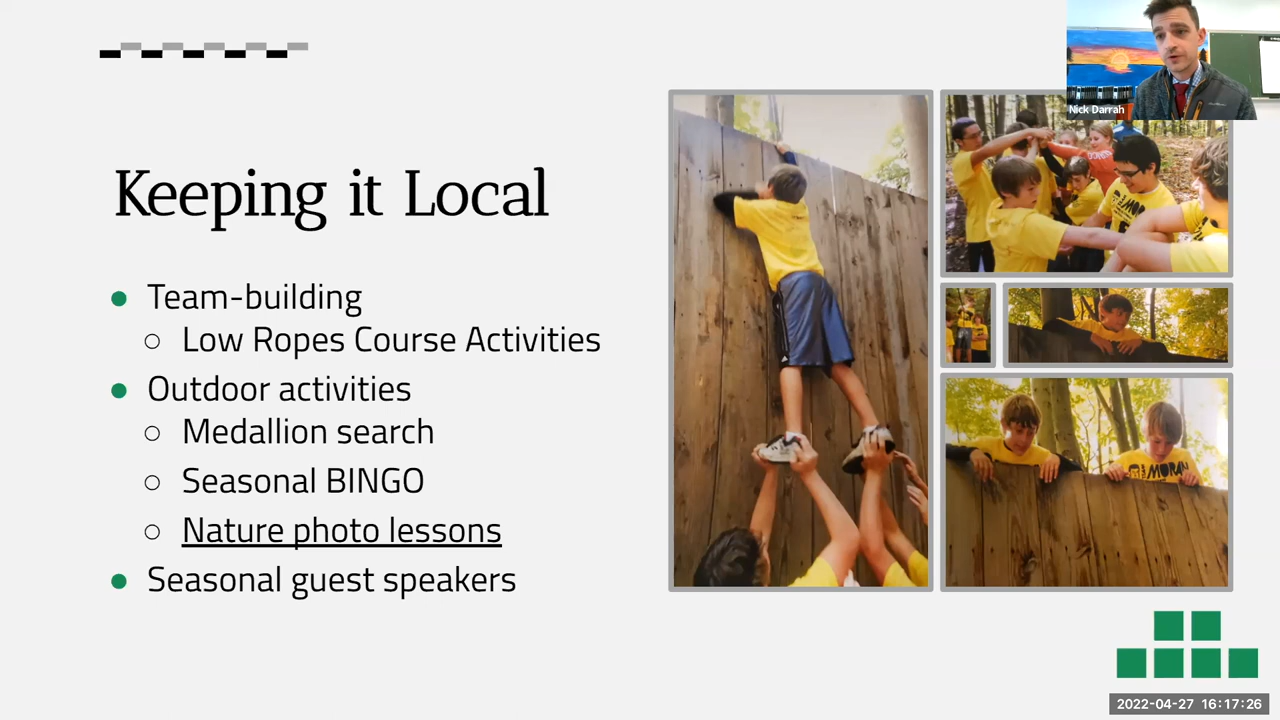 Nick Darrah
Keeping it Local
Team-building
Low Ropes Course Activities
Outdoor activities
Medallion search
Seasonal BINGO
Nature photo lessons
Seasonal guest speakers
MORAN
2022-04-27 16:17:26